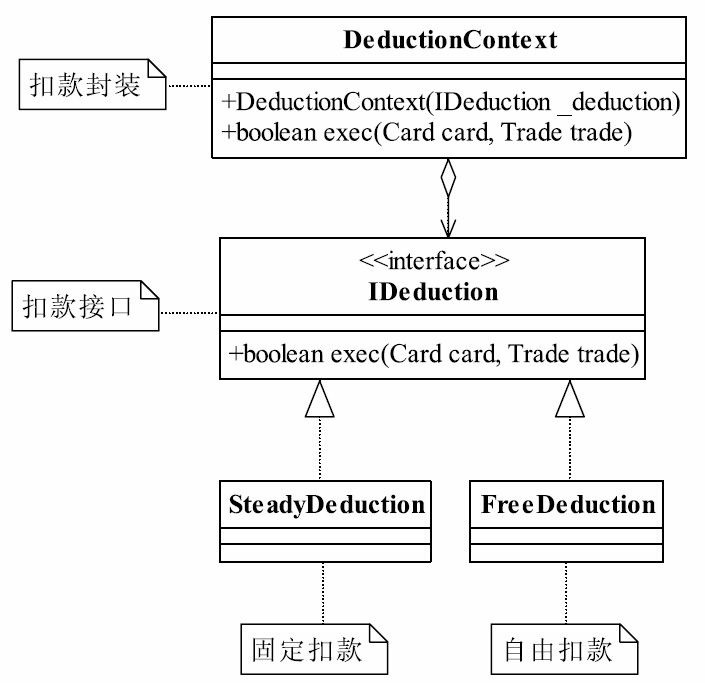 DeductionContext
扣款封装
+DeductionContext(IDeduction _deduction)
+boolean exec(Card card, Trade trade)
<<interface>>
IDeduction
扣款接口
+boolean exec(Card card, Trade trade)
SteadyDeduction
FreeDeduction
固定扣款
自由扣款